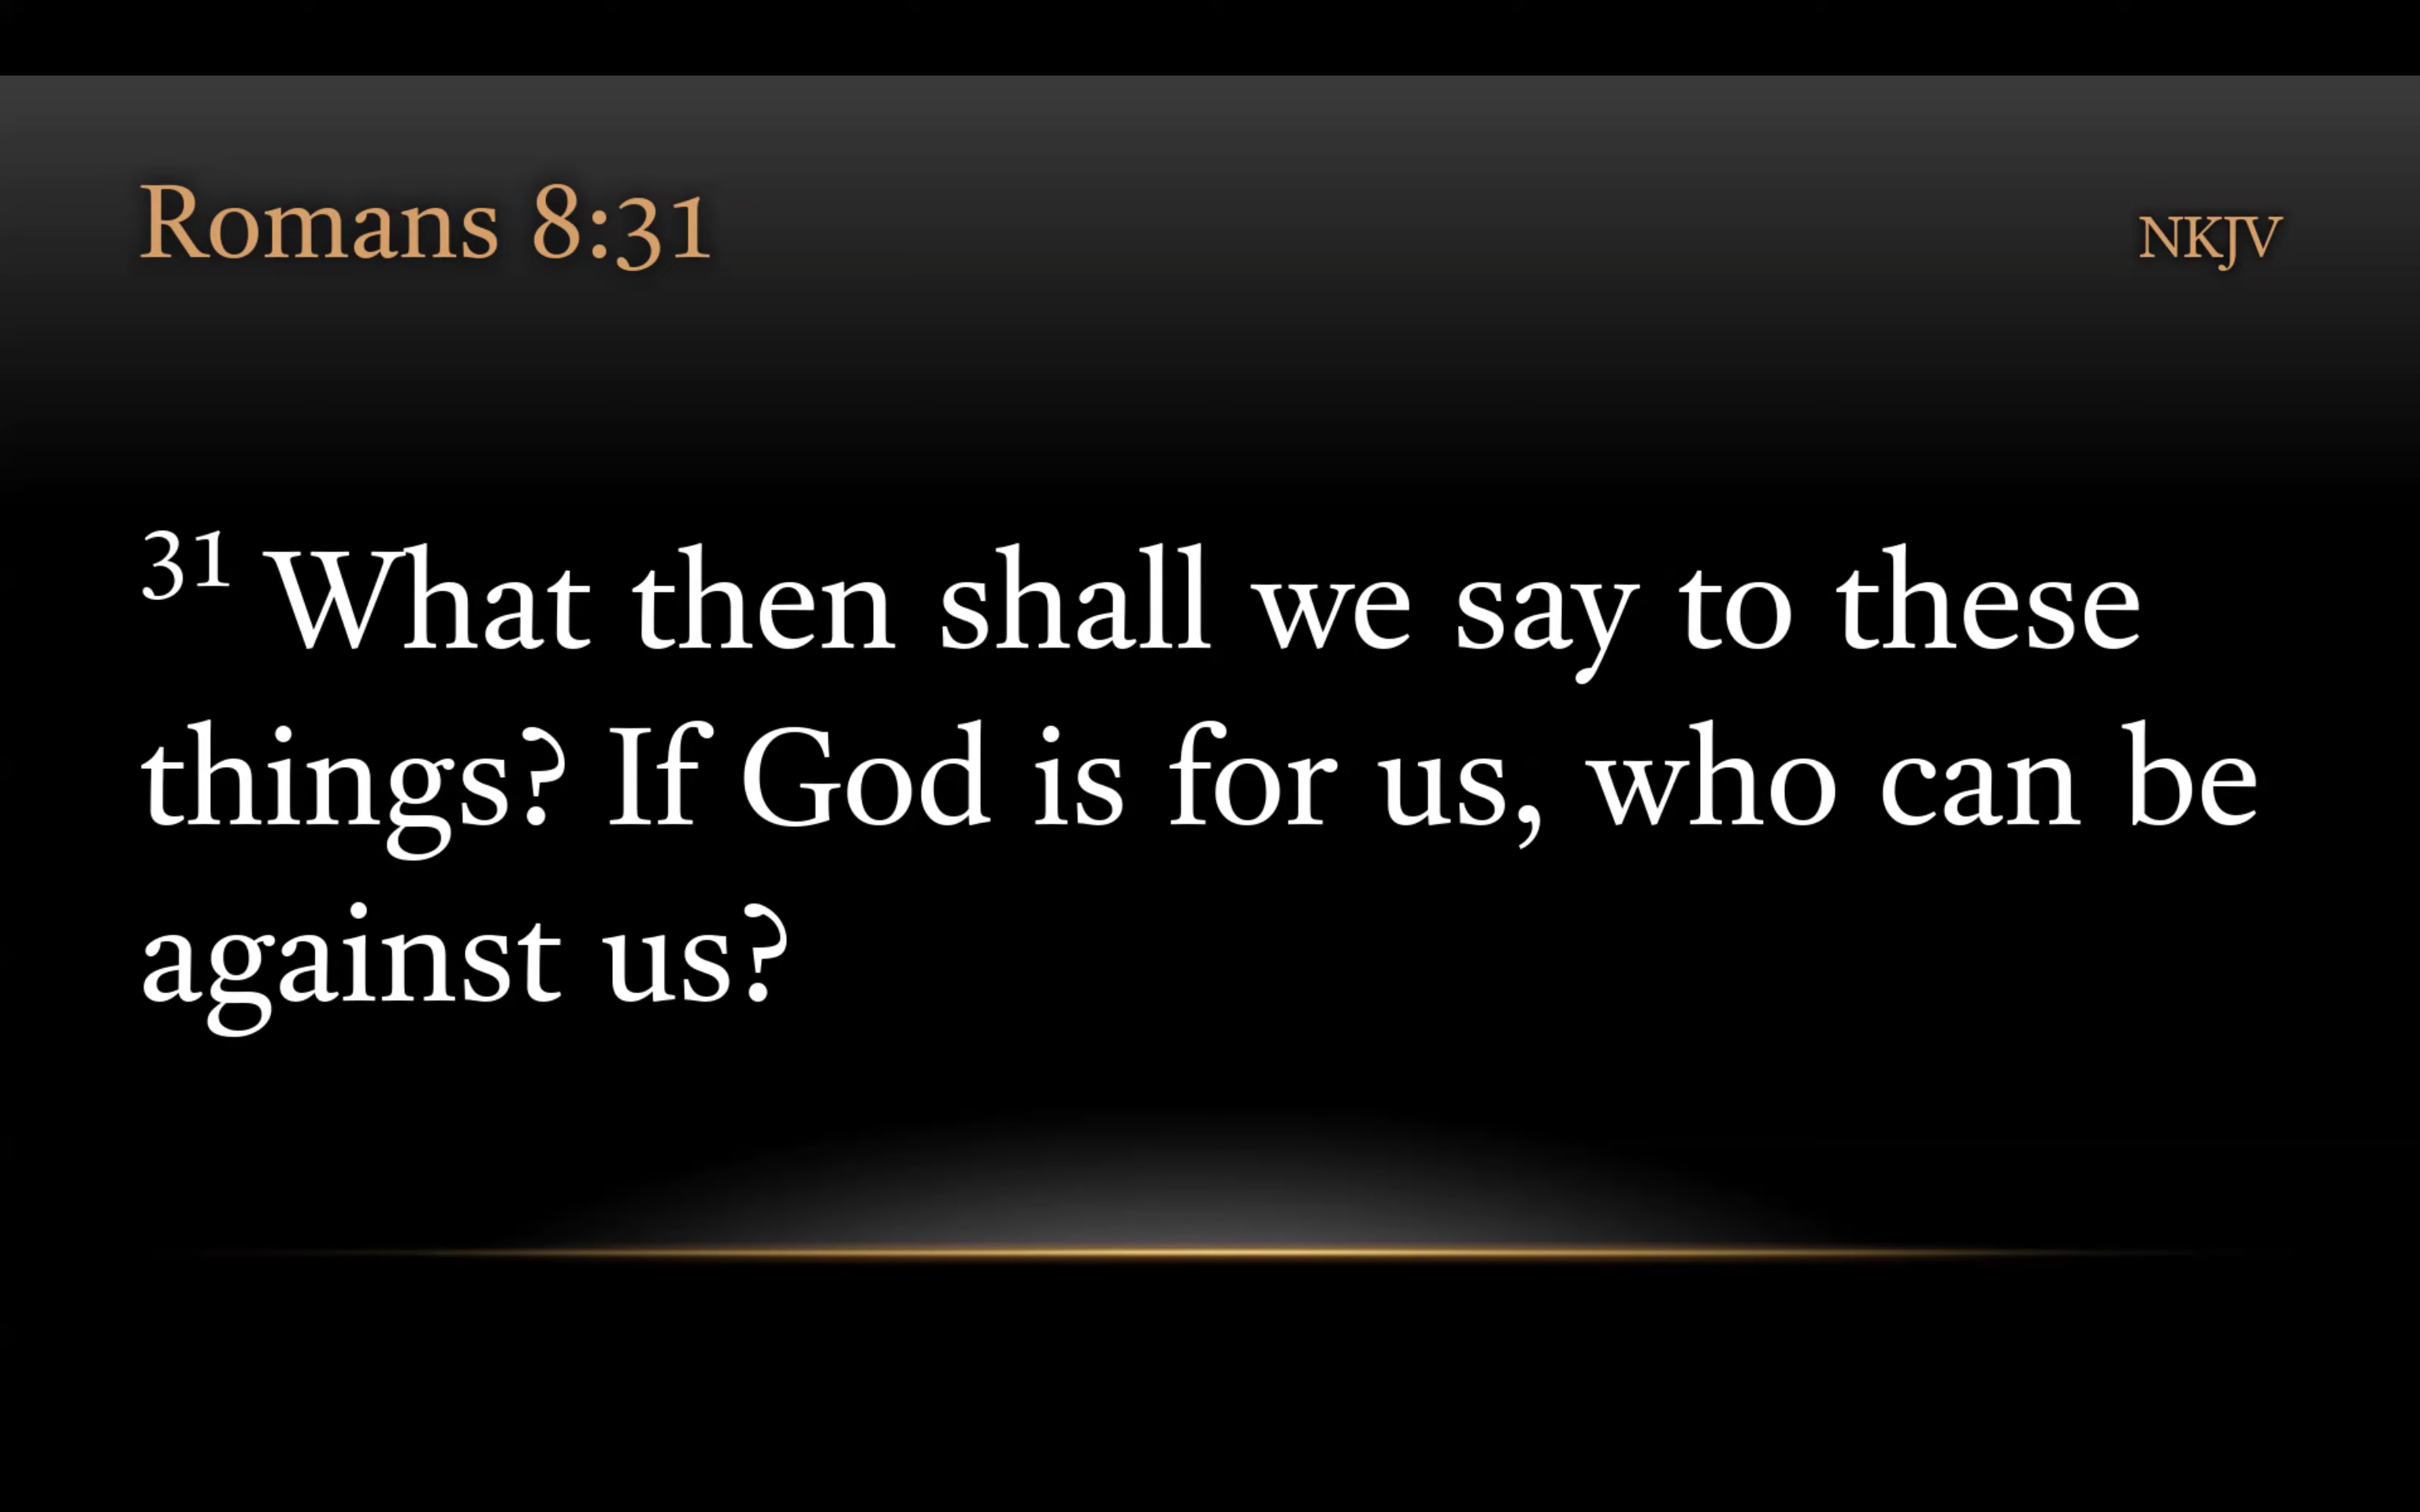 Romans 8:31
NKJV
31 What then shall we say to these
things? If God is for us, who can be
against us?